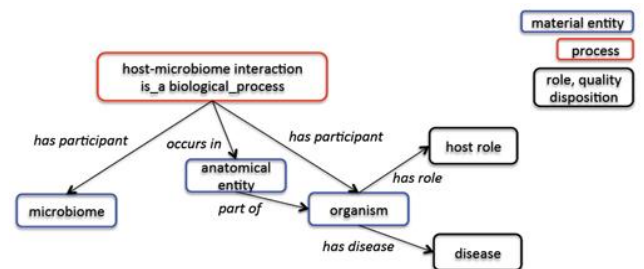 material entity
process
role, quality
disposition
host-microbiome interaction
is_a biological_process
has participant
occurs in
has participant
host role
has role
anatomical
entity
part of
microbiome
organism
has disease
disease